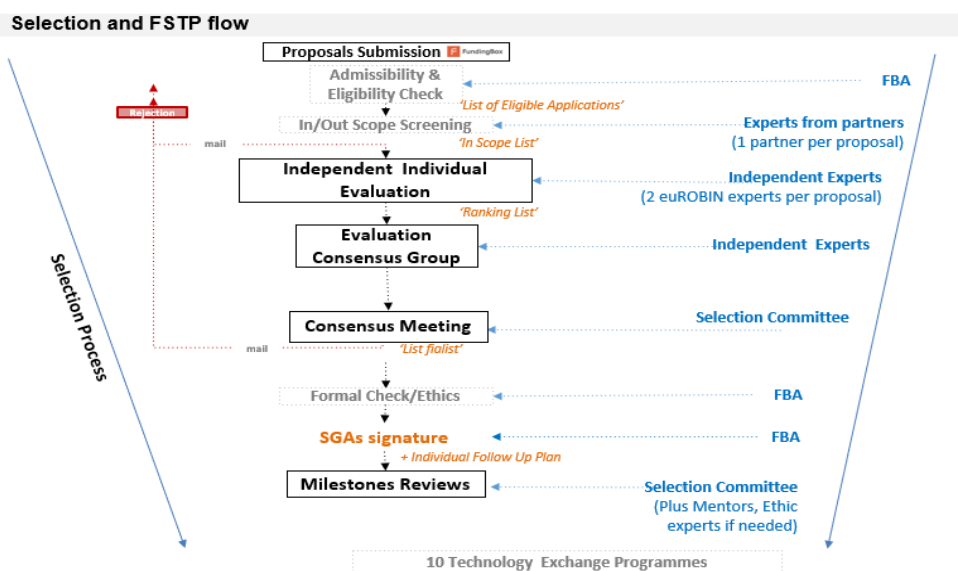 Selection and FSTP flow
Proposals Submission FundingBox
Admissibility &
Eligibility Check
FBA
'List of Eligible Applications'
Rejection
In/Out Scope Screening
Experts from partners
(1 partner per proposal)
mail
'In Scope List'
Independent Individual
Evaluation
Independent Experts
(2 euROBIN experts per proposal)
'Ranking List'
Evaluation
Consensus Group
Independent Experts
Selection Process
Consensus Meeting
Selection Committee
mail
'List fialist'
Formal Check/Ethics
FBA
SGAs signature
FBA
+ Individual Follow Up Plan
Milestones Reviews
Selection Committee
(Plus Mentors, Ethic
experts if needed)
10 Technology Exchange Programmes